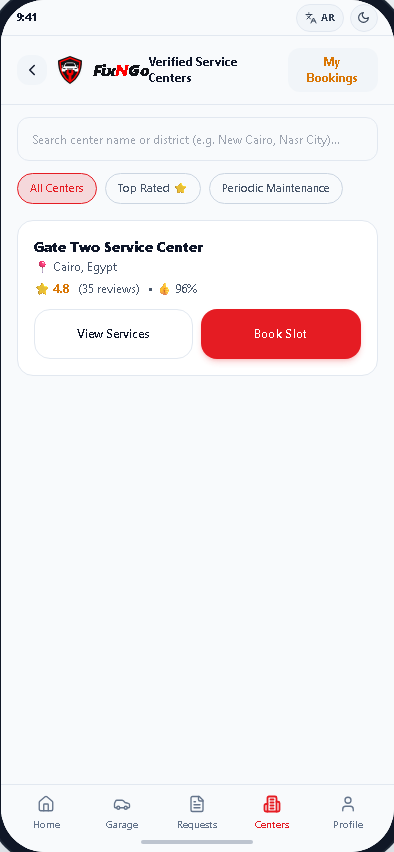 9:41
AR
FixNGo
Verified Service
Centers
My
Bookings
Search center name or district (e.g. New Cairo, Nasr City)...
All Centers
Top Rated ⭐
Periodic Maintenance
Gate Two Service Center
📍 Cairo, Egypt
⭐ 4.8 (35 reviews) • 👍 96%
View Services
Book Slot
Home
Garage
Requests
Centers
Profile